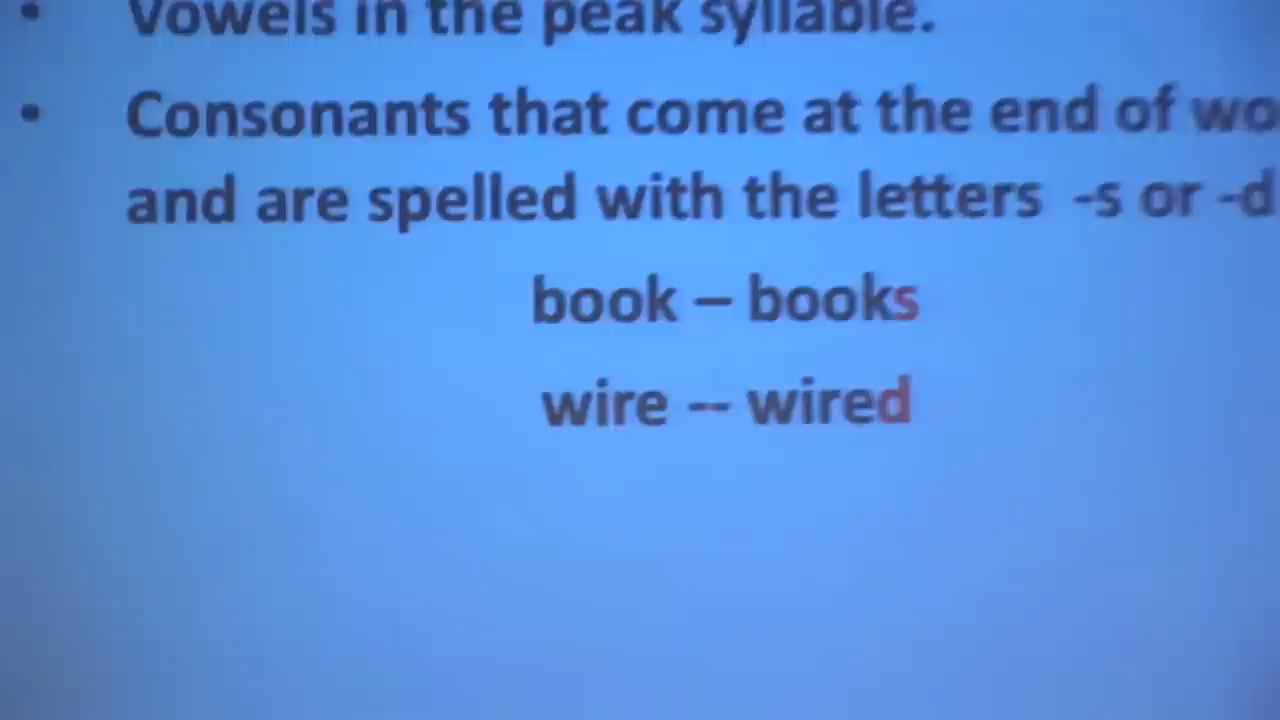 • Vowels in the peak syllable.
• Consonants that come at the end of
and are spelled with the letters -s or -d
book – books
wire -- wired